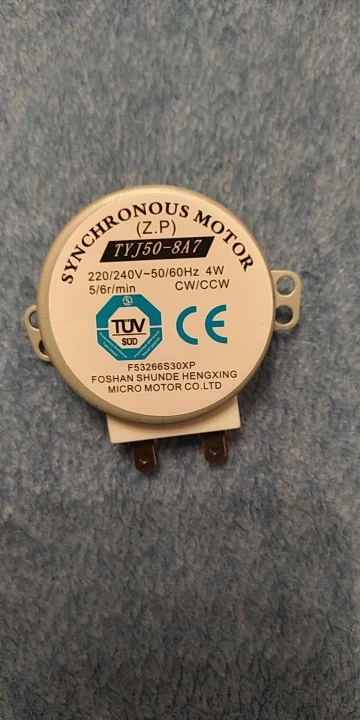 SYNCHRONOUS MOTOR
(Z.P)
TYJ50-8A7
220/240V~50/60Hz 4W
5/6r/min CW/CCW
TÜV
SÜD
CE
F53266S30XP
FOSHAN SHUNDE HENGXING
MICRO MOTOR CO.LTD